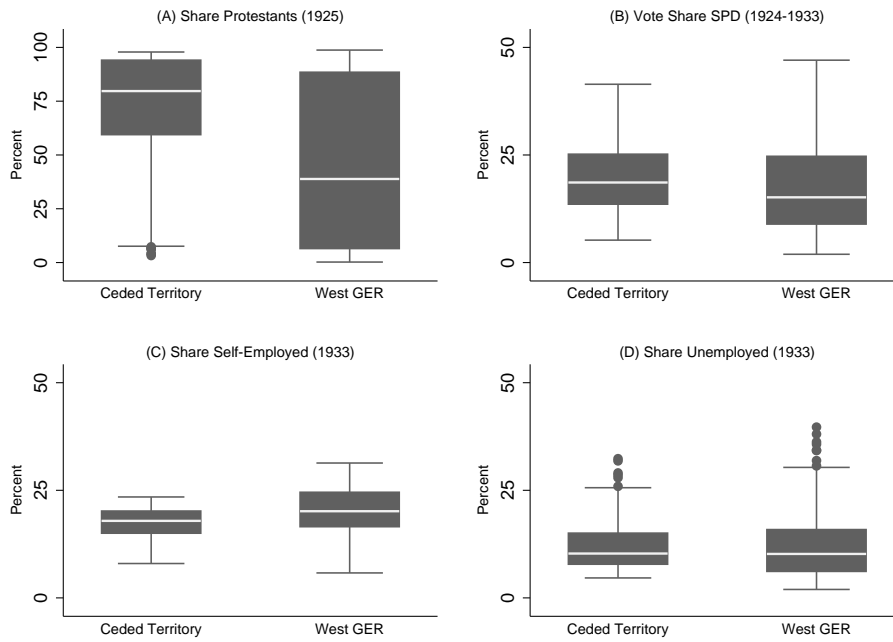 (A) Share Protestants (1925)
Percent
100
75
50
25
0
Ceded Territory West GER
(B) Vote Share SPD (1924-1933)
Percent
50
25
0
Ceded Territory West GER
(C) Share Self-Employed (1933)
Percent
50
25
0
Ceded Territory West GER
(D) Share Unemployed (1933)
Percent
50
25
0
Ceded Territory West GER